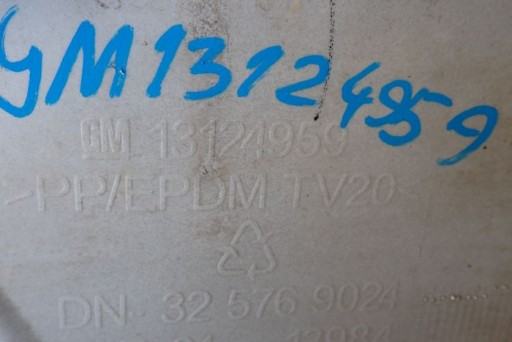 GM13124959
GM 13124959
>PP/EPDM TV20<
DN· 32 576 9024